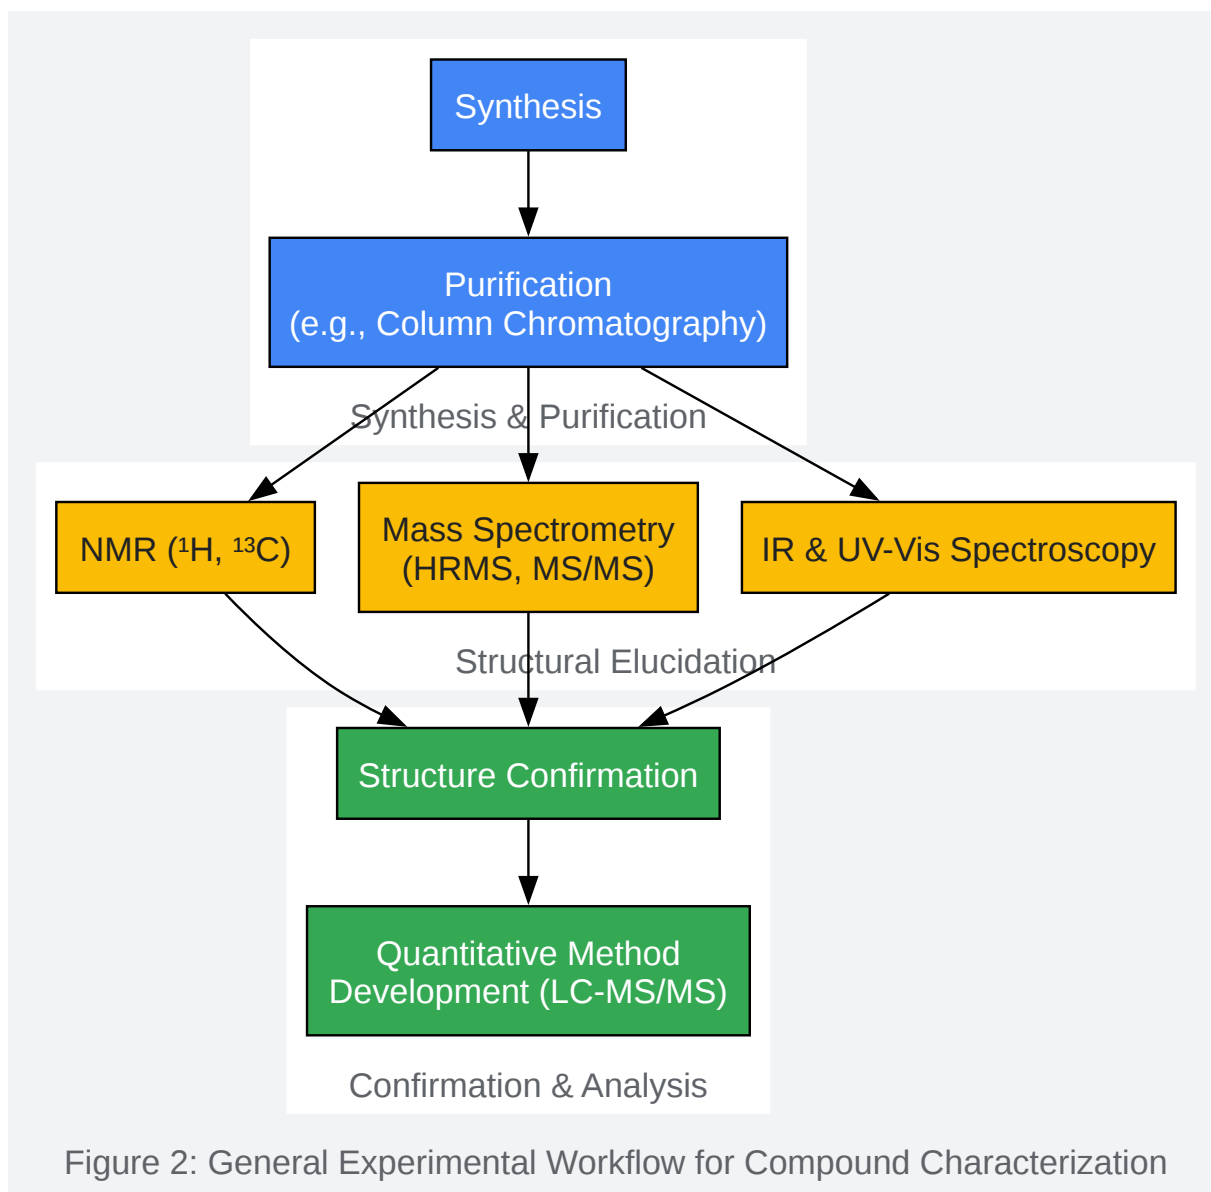 Synthesis
Purification
(e.g., Column Chromatography)
Synthesis & Purification
NMR (¹H, ¹³C)
Mass Spectrometry
(HRMS, MS/MS)
IR & UV-Vis Spectroscopy
Structural Elucidation
Structure Confirmation
Quantitative Method
Development (LC-MS/MS)
Confirmation & Analysis
Figure 2: General Experimental Workflow for Compound Characterization